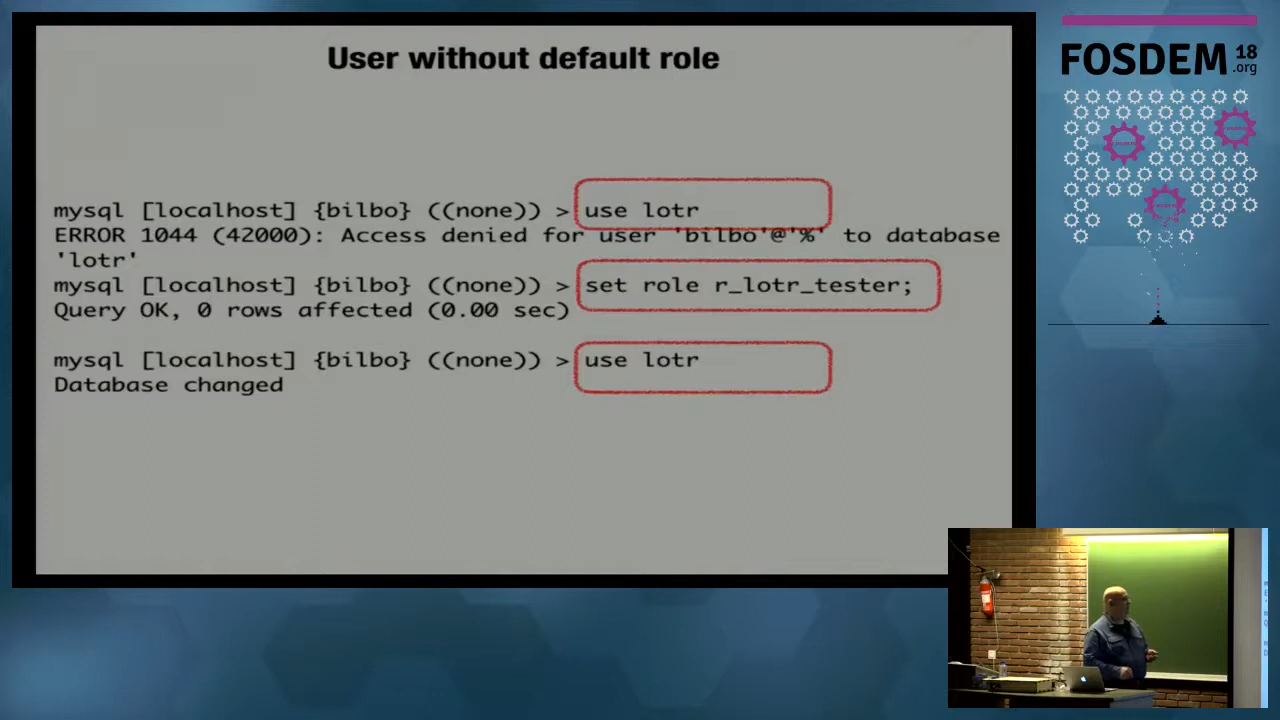 User without default role
mysql [localhost] {bilbo} ((none)) > use lotr
ERROR 1044 (42000): Access denied for user 'bilbo'@'%' to database
'lotr'
mysql [localhost] {bilbo} ((none)) > set role r_lotr_tester;
Query OK, 0 rows affected (0.00 sec)
mysql [localhost] {bilbo} ((none)) > use lotr
Database changed
FOSDEM 18
.org